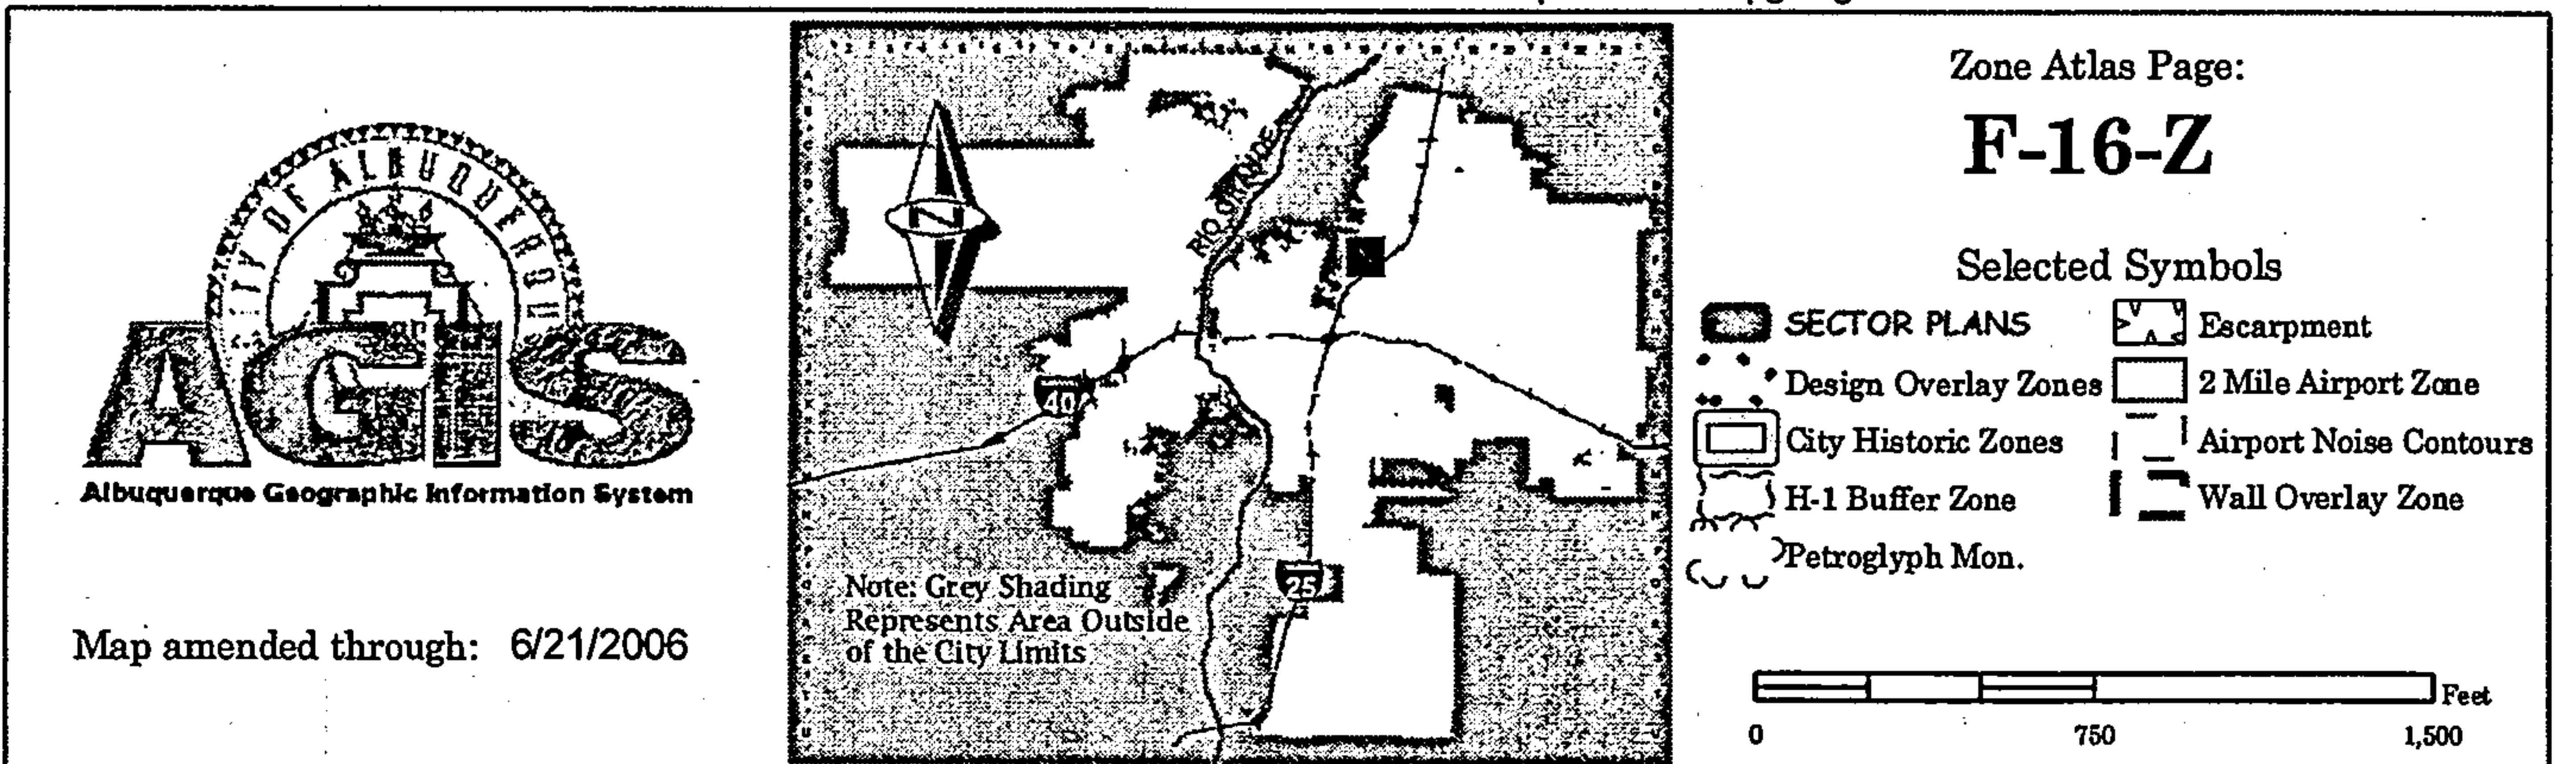 CITY OF ALBUQUERQUE
AGIS
Albuquerque Geographic Information System
Map amended through: 6/21/2006
N
RIO GRANDE
40
25
Note: Grey Shading
Represents Area Outside
of the City Limits
Zone Atlas Page:
F-16-Z
Selected Symbols
SECTOR PLANS
Escarpment
Design Overlay Zones
2 Mile Airport Zone
City Historic Zones
Airport Noise Contours
H-1 Buffer Zone
Wall Overlay Zone
Petroglyph Mon.
Feet
0 750 1,500